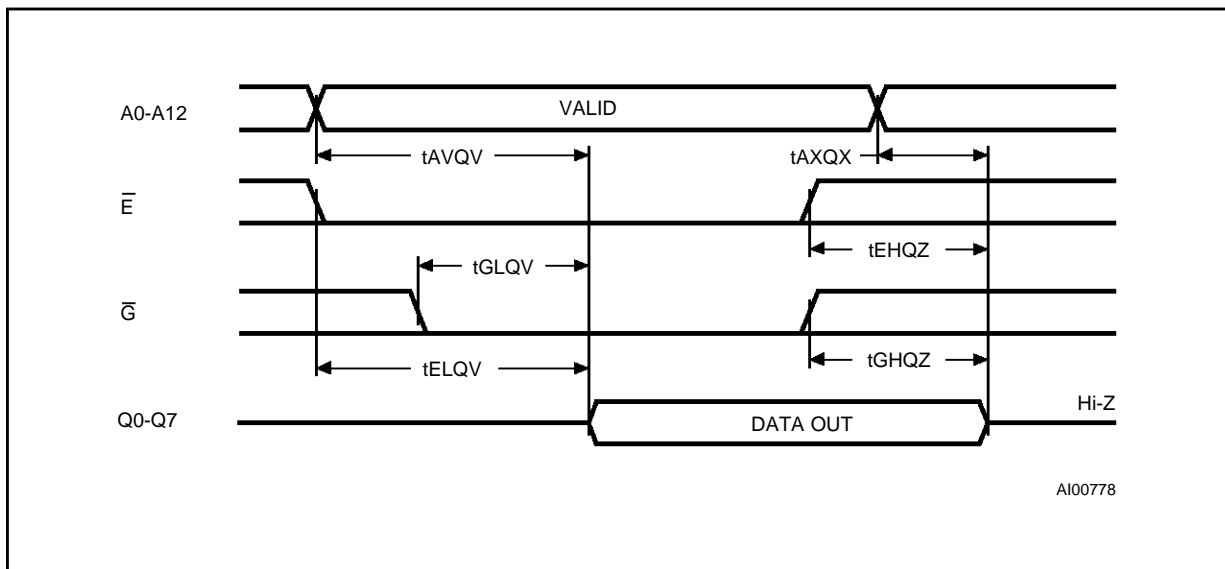 A0-A12
VALID
tAVQV
tAXQX
E̅
tEHQZ
tGLQV
G̅
tGHQZ
tELQV
Hi-Z
Q0-Q7
DATA OUT
AI00778